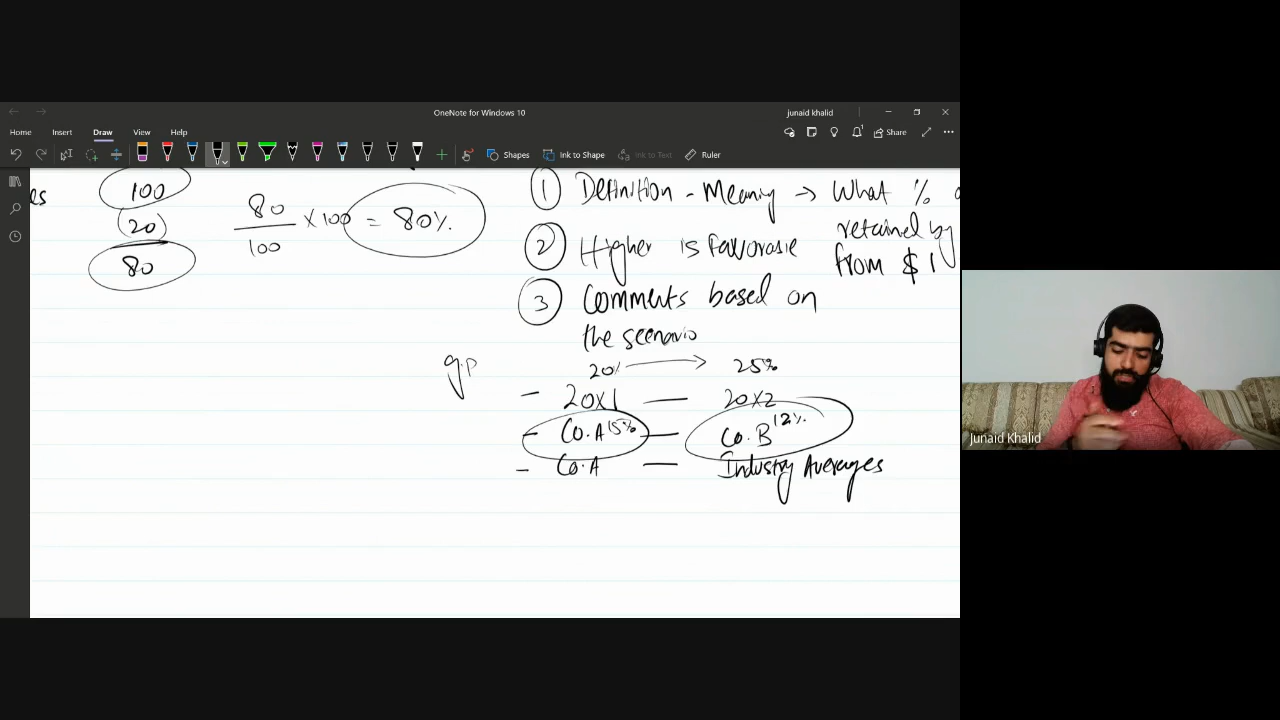 OneNote for Windows 10
junaid khalid
Home Insert Draw View Help
Share
Shapes Ink to Shape Ink to Text Ruler
es
100
20
80
80/100 × 100 = 80%
① Definition - Meaning → What %
retained by
from $1
② Higher is favorable
③ Comments based on
the scenario
g.p
20% → 25%
- 20X1 — 20X2
- Co. A 15% — Co. B 12%
- Co. A — Industry Averages
Junaid Khalid